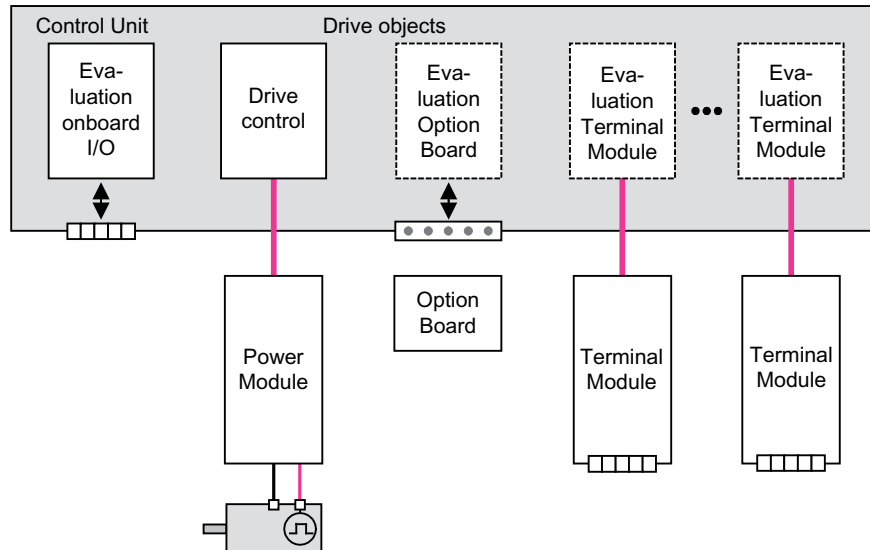 Control Unit
Drive objects
Eva-
luation
onboard
I/O
Drive
control
Eva-
luation
Option
Board
Eva-
luation
Terminal
Module
Eva-
luation
Terminal
Module
Power
Module
Option
Board
Terminal
Module
Terminal
Module